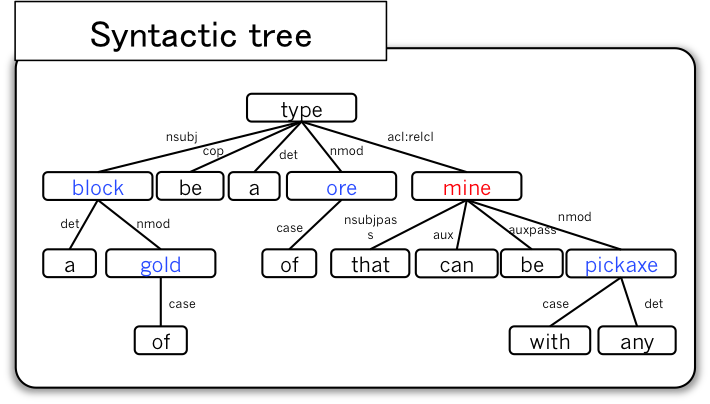 Syntactic tree
type
nsubj cop det nmod acl:relcl
block be a ore mine
det nmod case nsubjpas
s aux auxpass nmod
a gold of that can be pickaxe
case case det
of with any